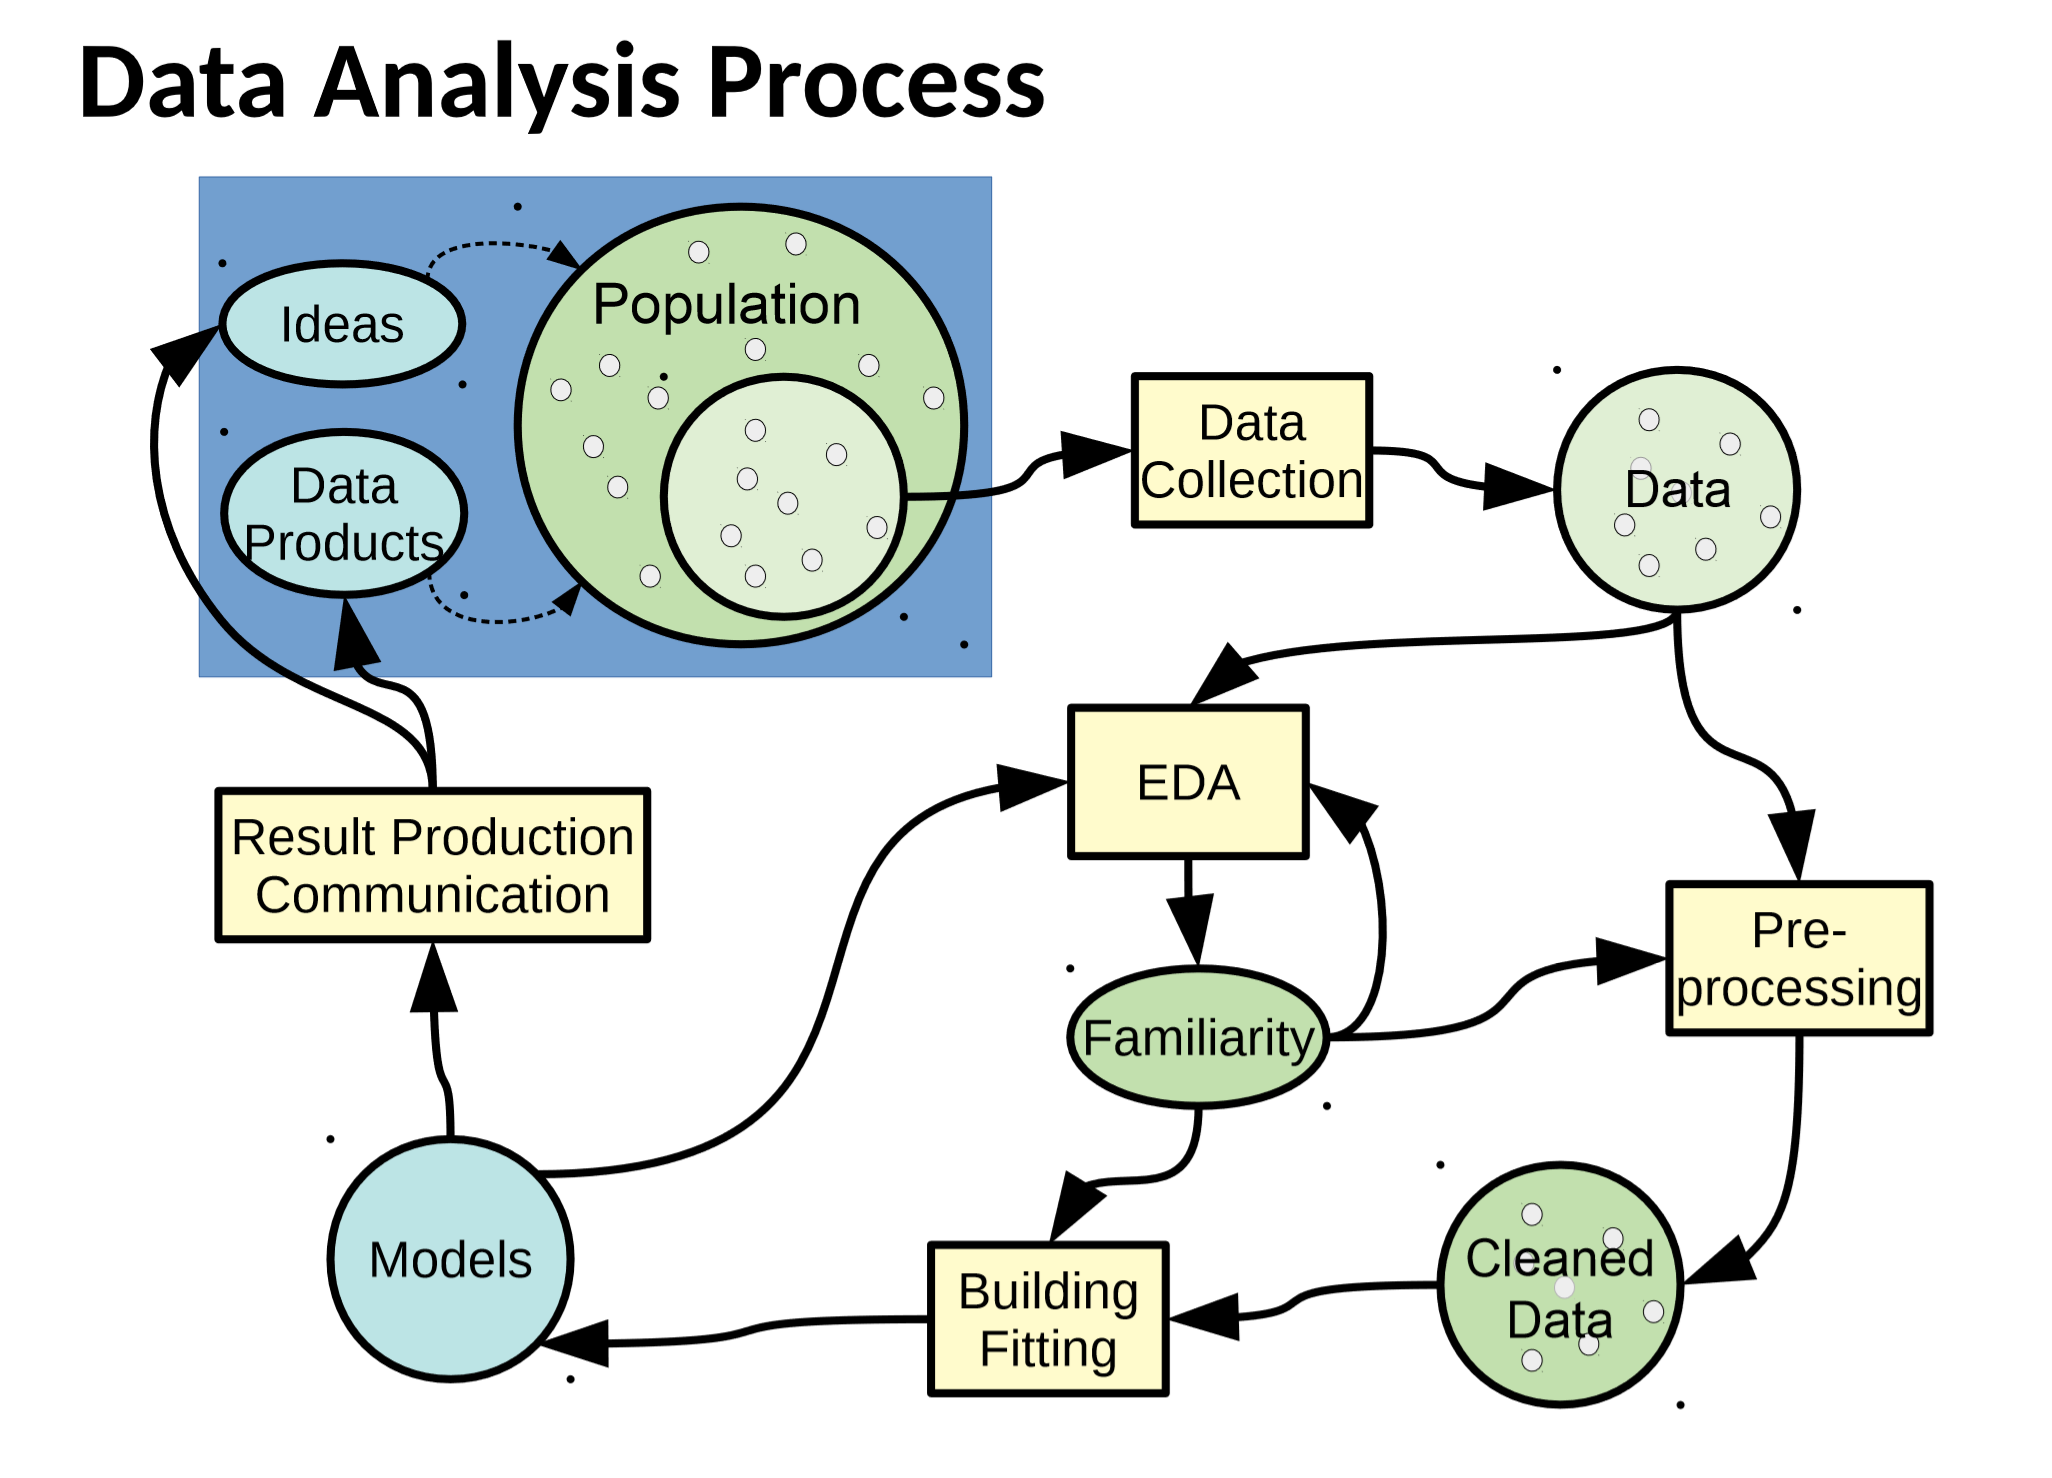 Data Analysis Process
Ideas
Population
Data
Products
Data
Collection
Data
EDA
Result Production
Communication
Pre-
processing
Familiarity
Models
Building
Fitting
Cleaned
Data